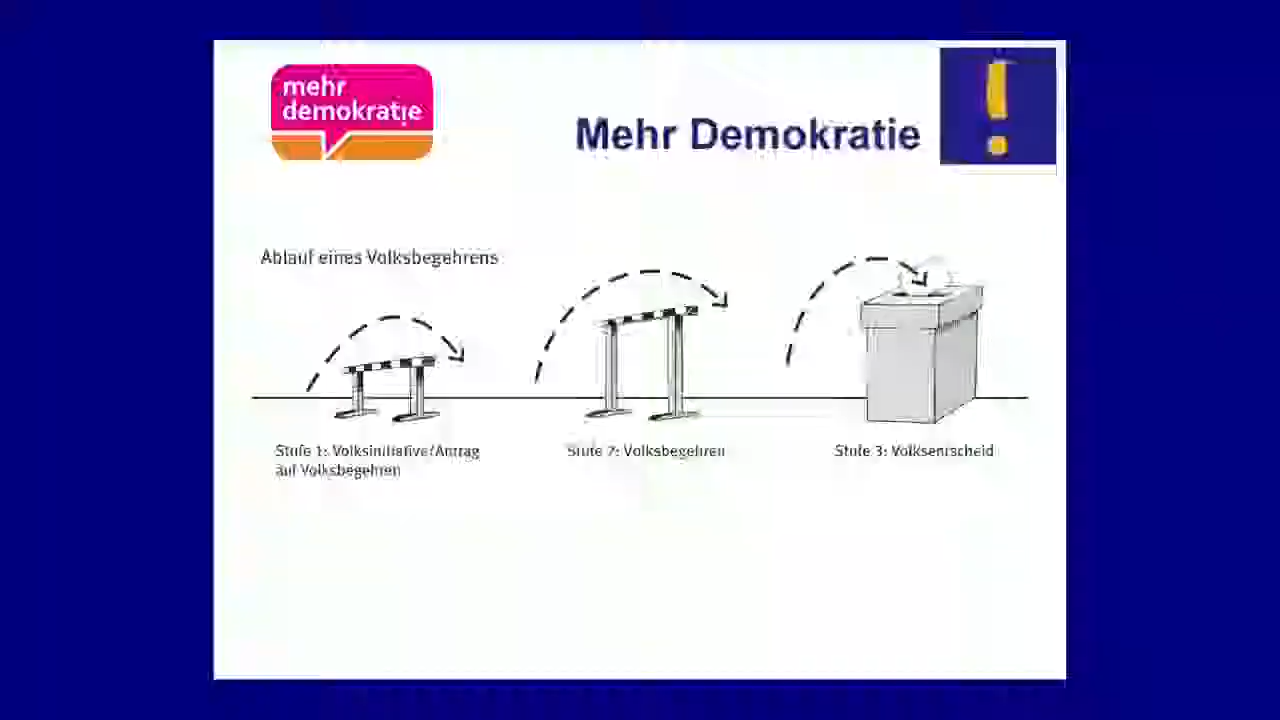 mehr
demokratie
Mehr Demokratie
!
Ablauf eines Volksbegehrens
Stufe 1: Volksinitiative/Antrag
auf Volksbegehren
Stufe 2: Volksbegehren
Stufe 3: Volksentscheid